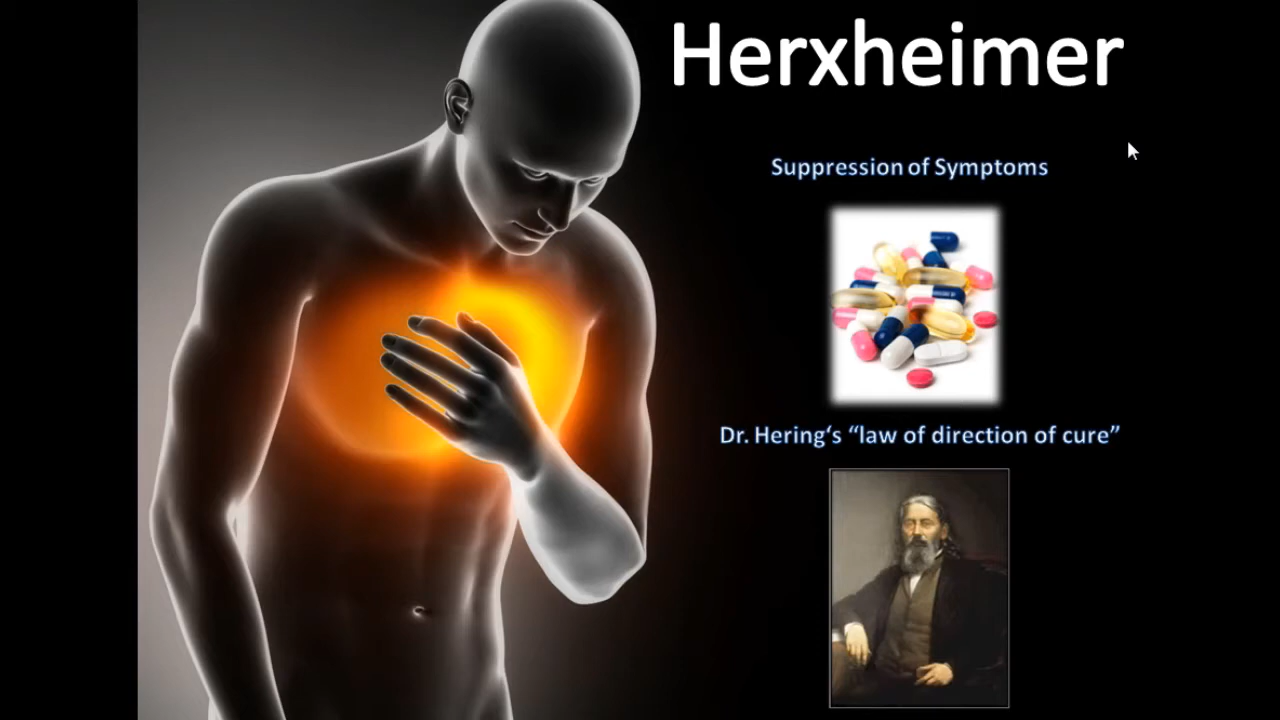 Herxheimer
Suppression of Symptoms
Dr. Hering‘s “law of direction of cure”